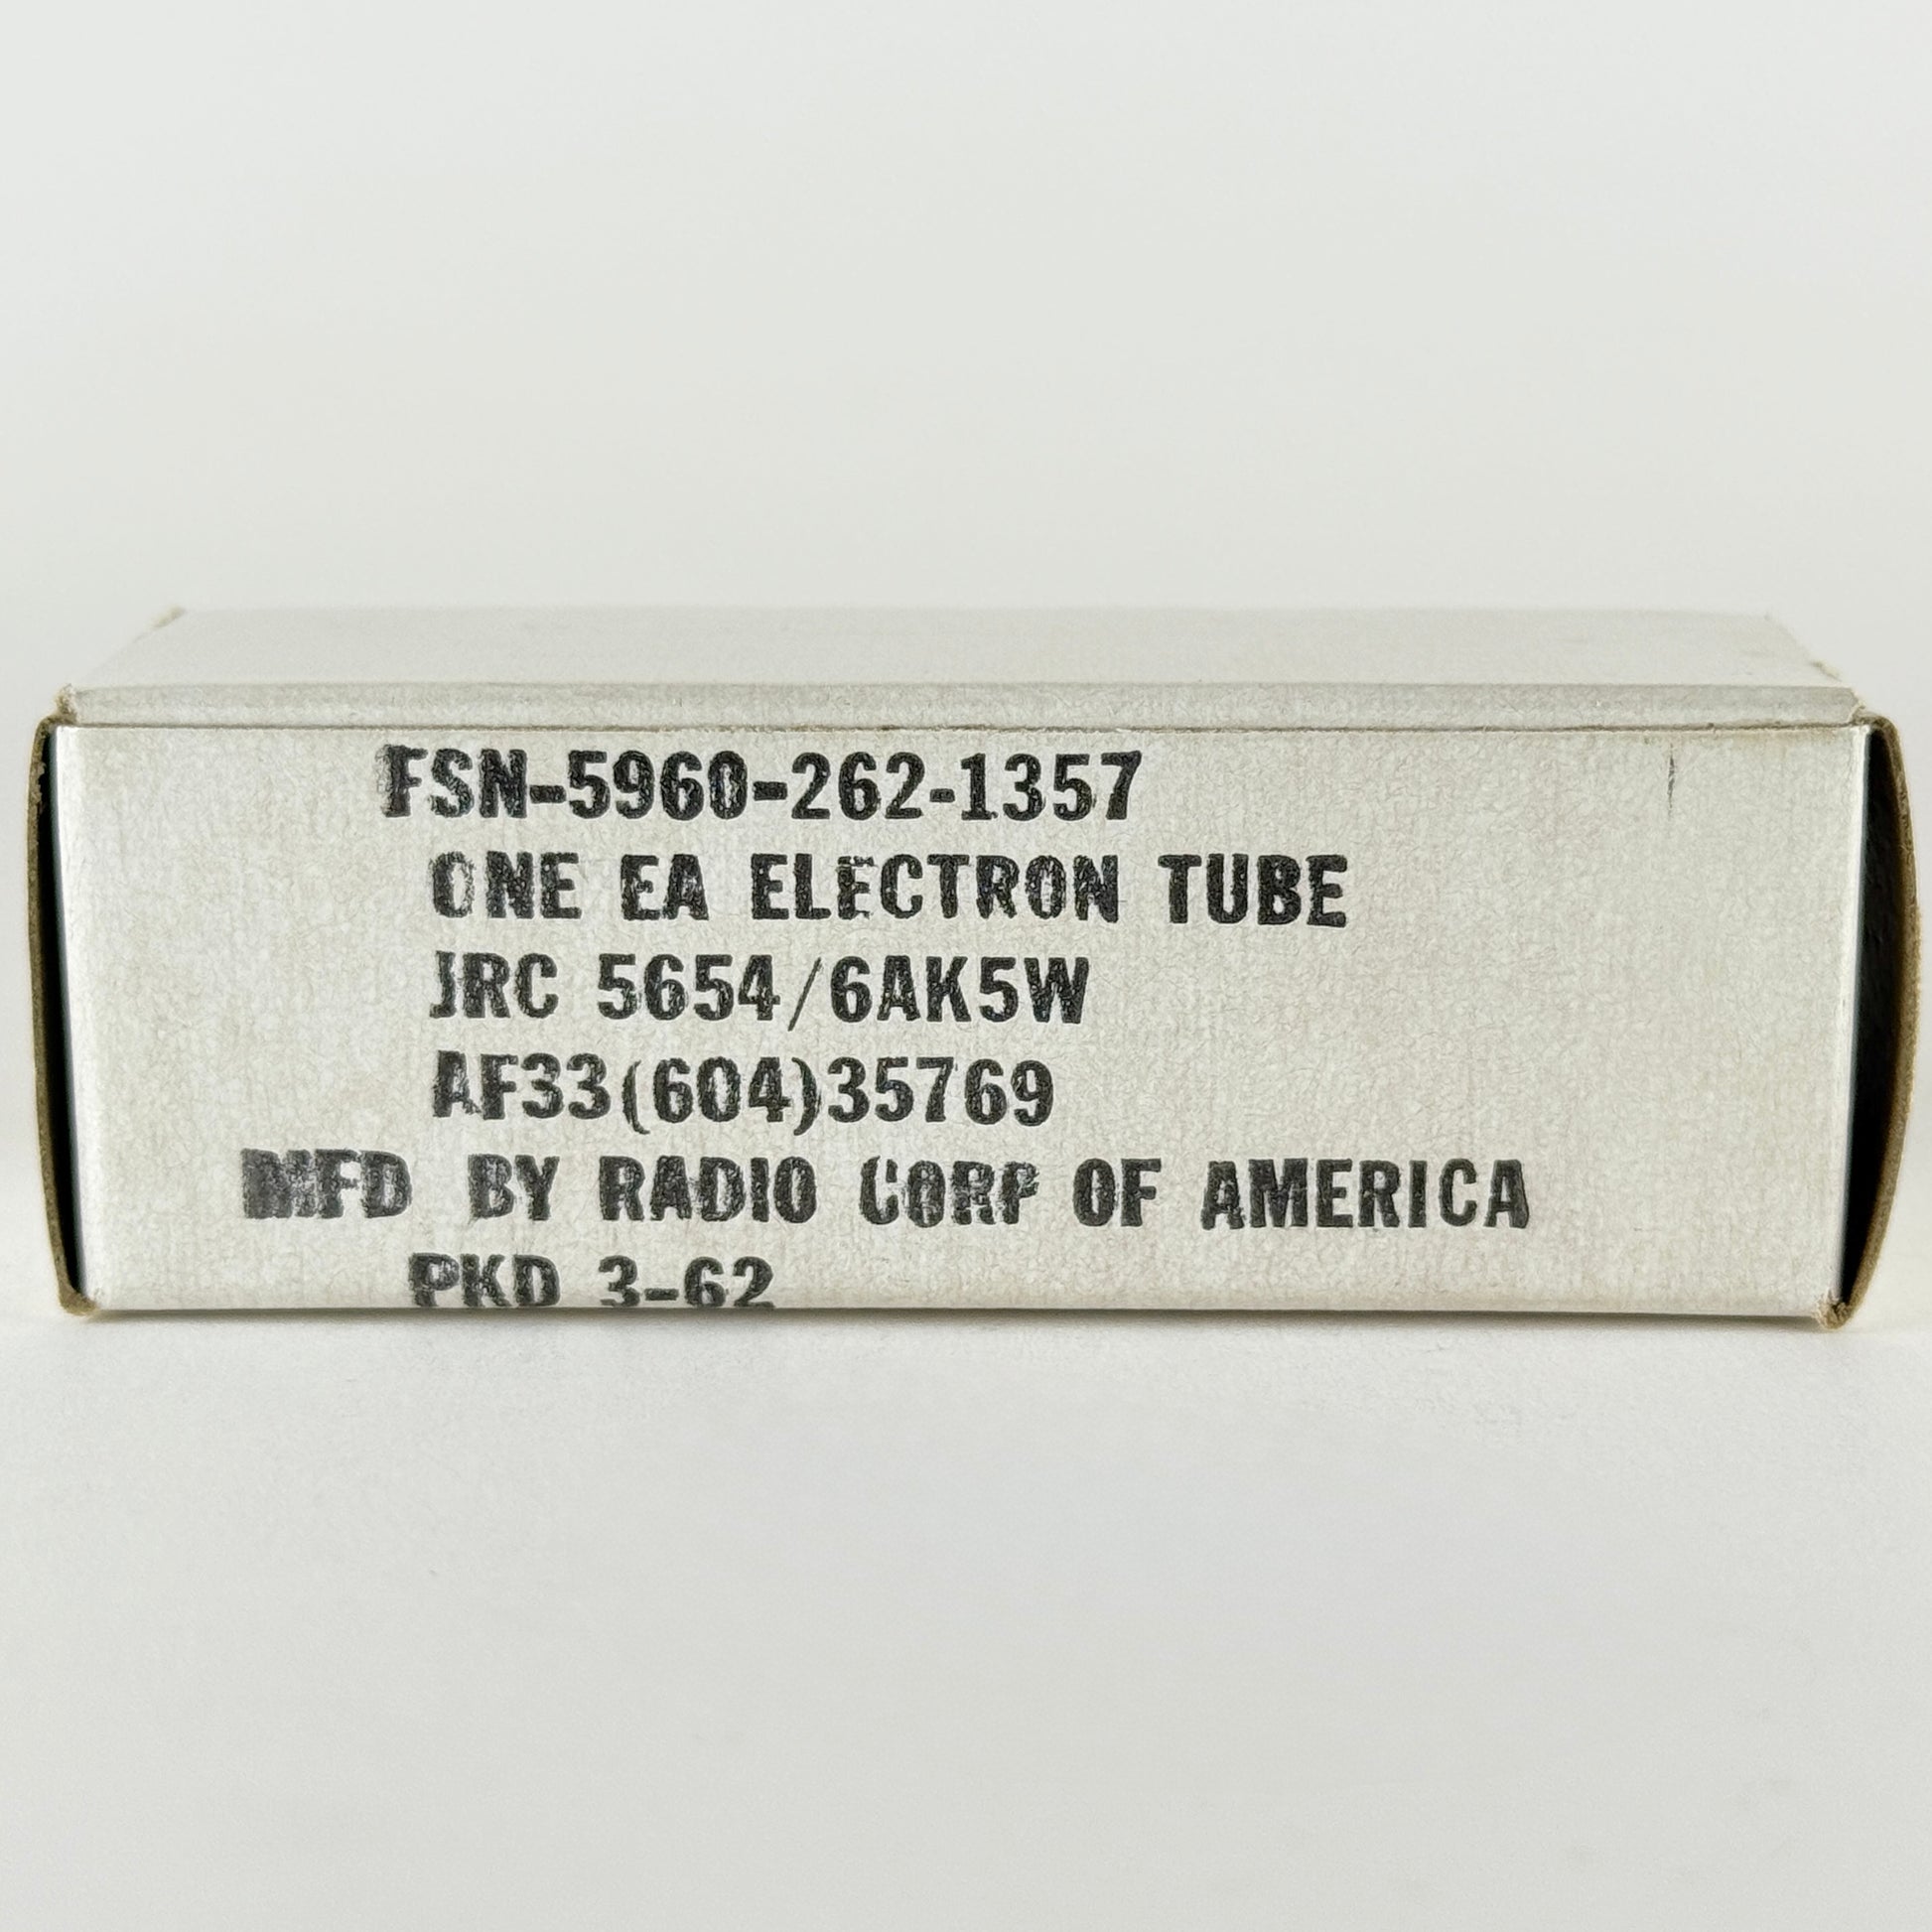 FSN-5960-262-1357
ONE EA ELECTRON TUBE
JRC 5654/6AK5W
AF33(604)35769
MFD BY RADIO CORP OF AMERICA
PKD 3-62